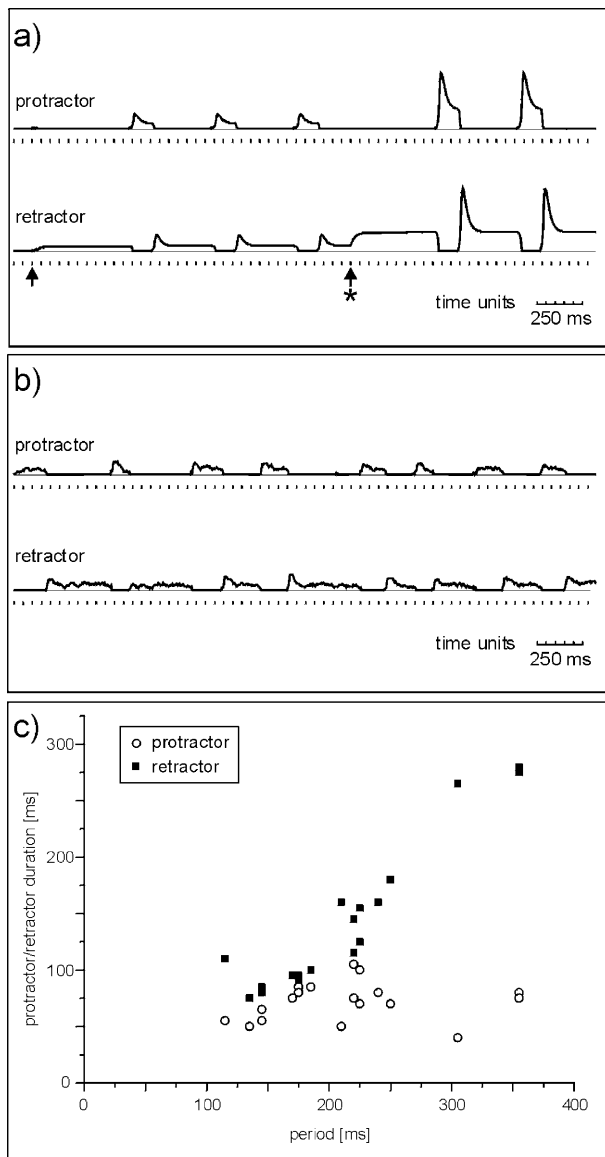 a)
protractor
retractor
*
time units
250 ms
b)
protractor
retractor
time units
250 ms
c)
protractor
retractor
protractor/retractor duration [ms]
300
200
100
0
0 100 200 300 400
period [ms]